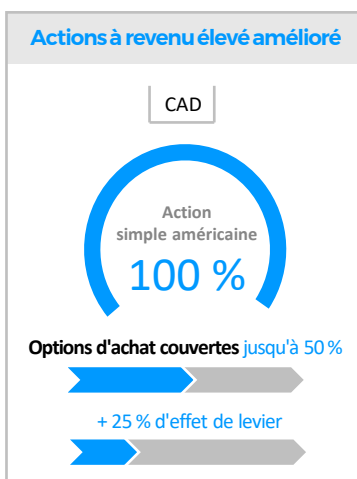 Actions à revenu élevé amélioré
CAD
Action
simple américaine
100 %
Options d'achat couvertes jusqu'à 50 %
+ 25 % d'effet de levier